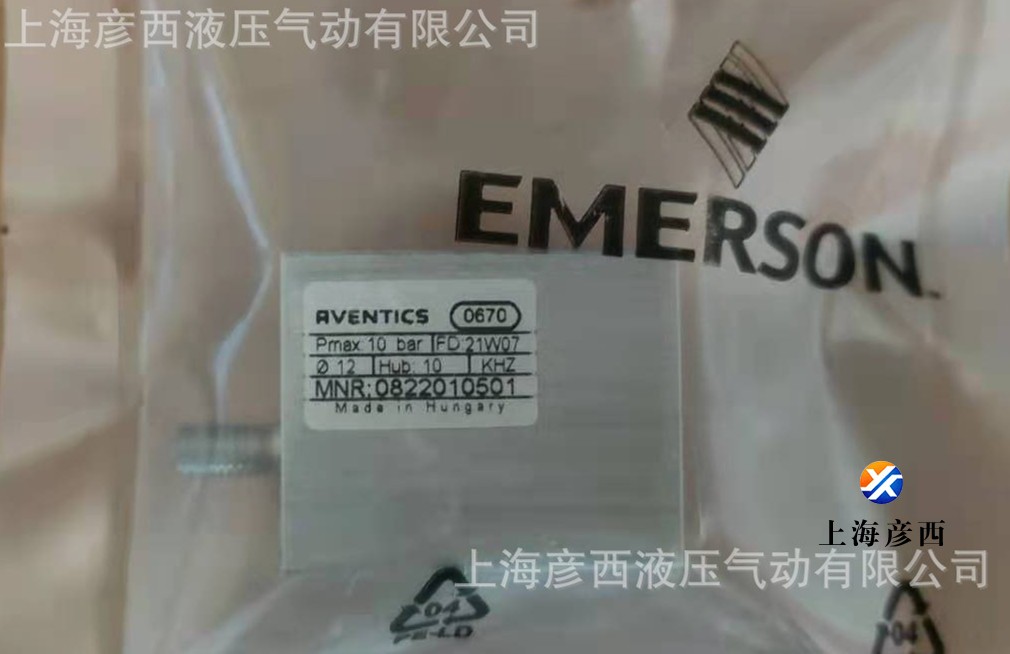 上海彦西液压气动有限公司
EMERSON
AVENTICS 0670
Pmax 10 bar FD:21W07
Ø 12 Hub: 10 KHZ
MNR:0822010501
Made in Hungary
上海彦西
上海彦西液压气动有限公司
04
PE-LD
04